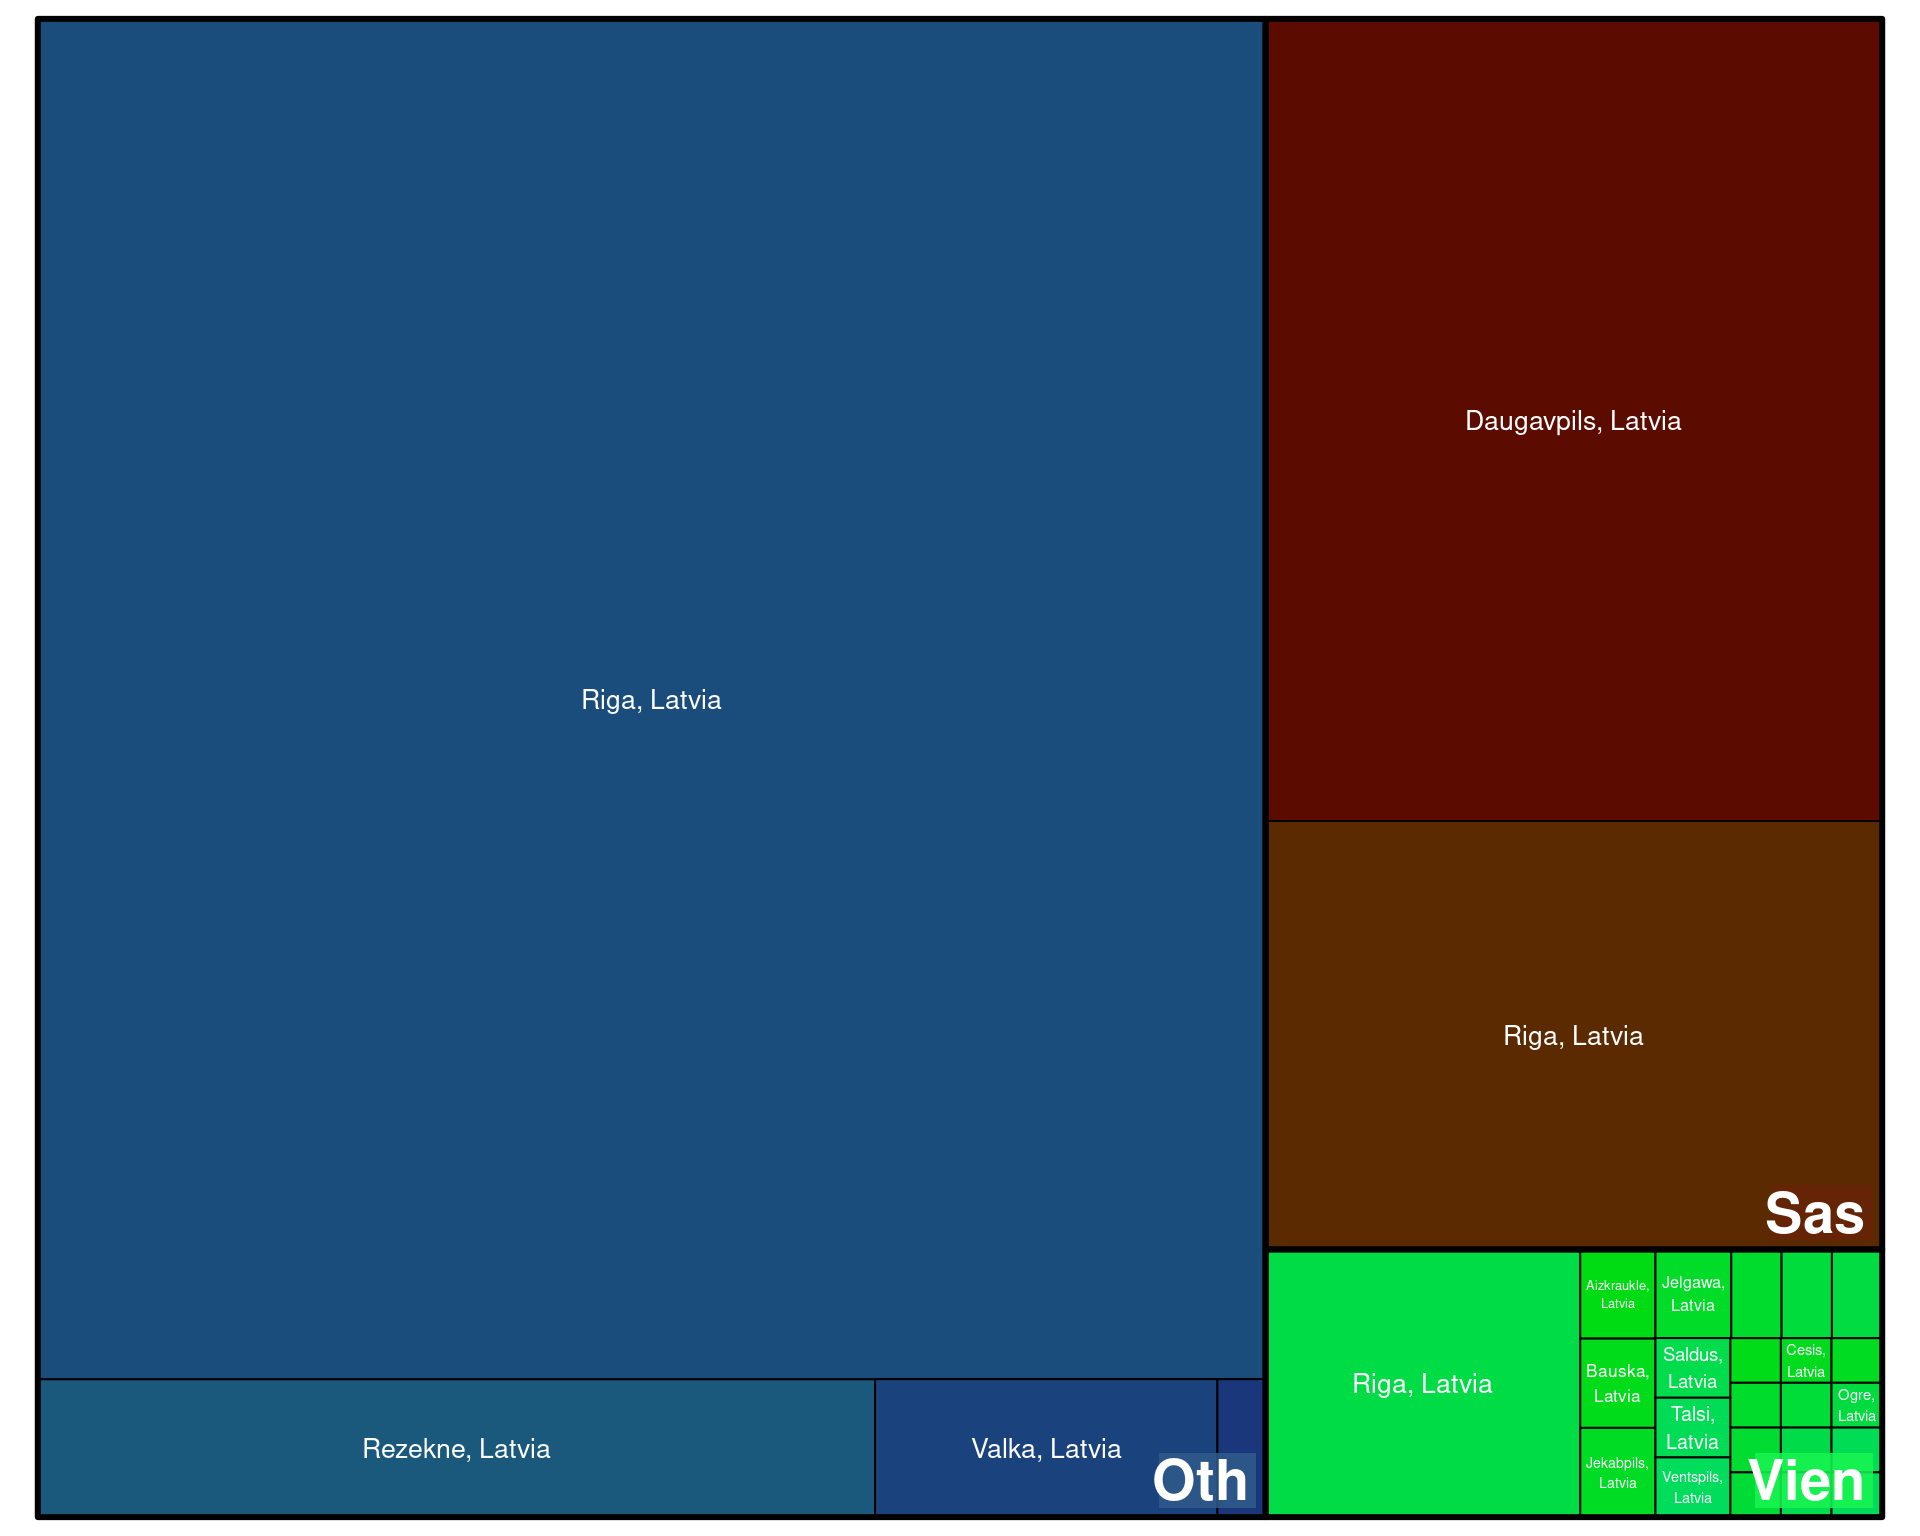 Riga, Latvia
Rezekne, Latvia
Valka, Latvia
Oth
Daugavpils, Latvia
Riga, Latvia
Sas
Riga, Latvia
Aizkraukle,
Latvia
Bauska,
Latvia
Jekabpils,
Latvia
Jelgawa,
Latvia
Saldus,
Latvia
Talsi,
Latvia
Ventspils,
Latvia
Cesis,
Latvia
Ogre,
Latvia
Vien